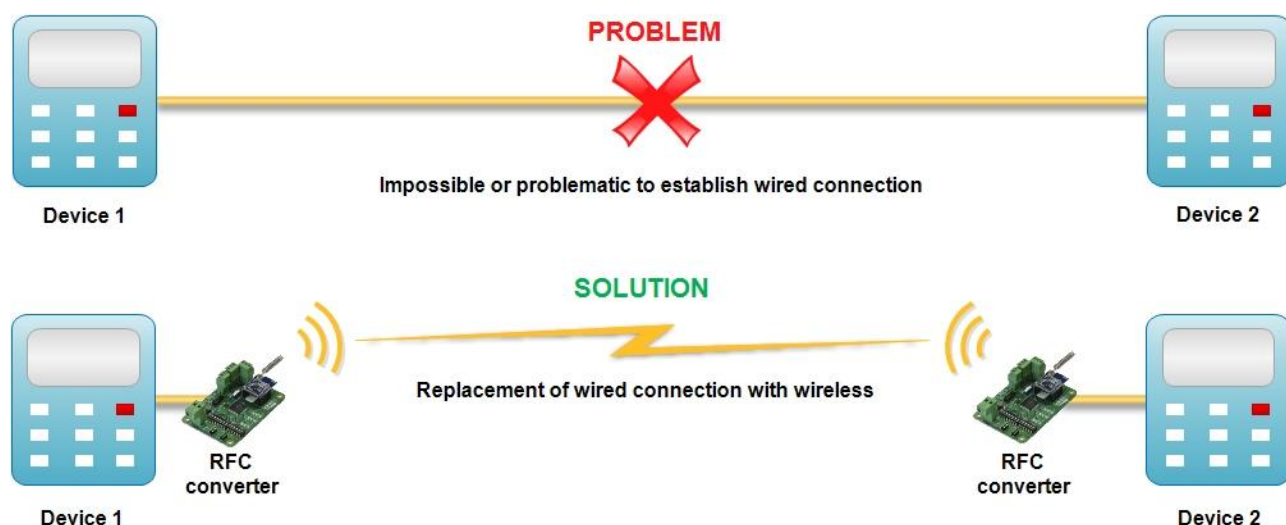 PROBLEM
Impossible or problematic to establish wired connection
Device 1
Device 2
SOLUTION
Replacement of wired connection with wireless
RFC
converter
RFC
converter
Device 1
Device 2